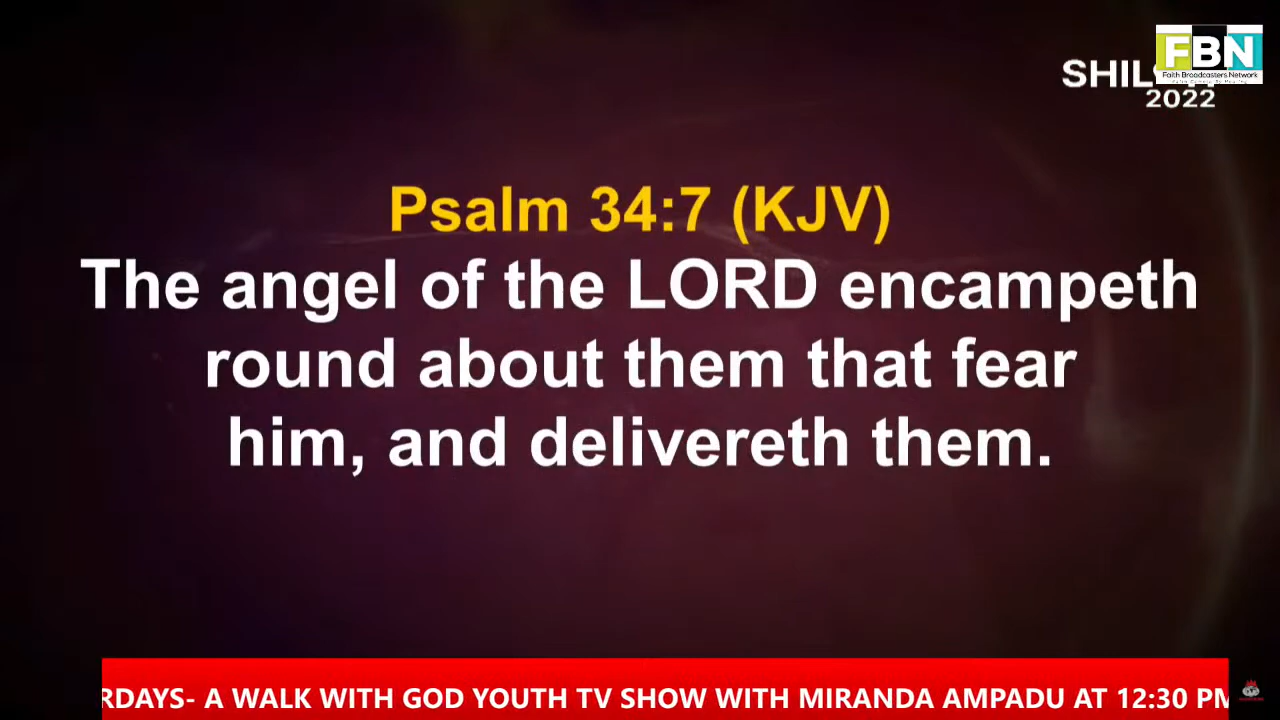 FBN
Faith Broadcasters Network
2022
Psalm 34:7 (KJV)
The angel of the LORD encampeth
round about them that fear
him, and delivereth them.
RDAYS- A WALK WITH GOD YOUTH TV SHOW WITH MIRANDA AMPADU AT 12:30 PM